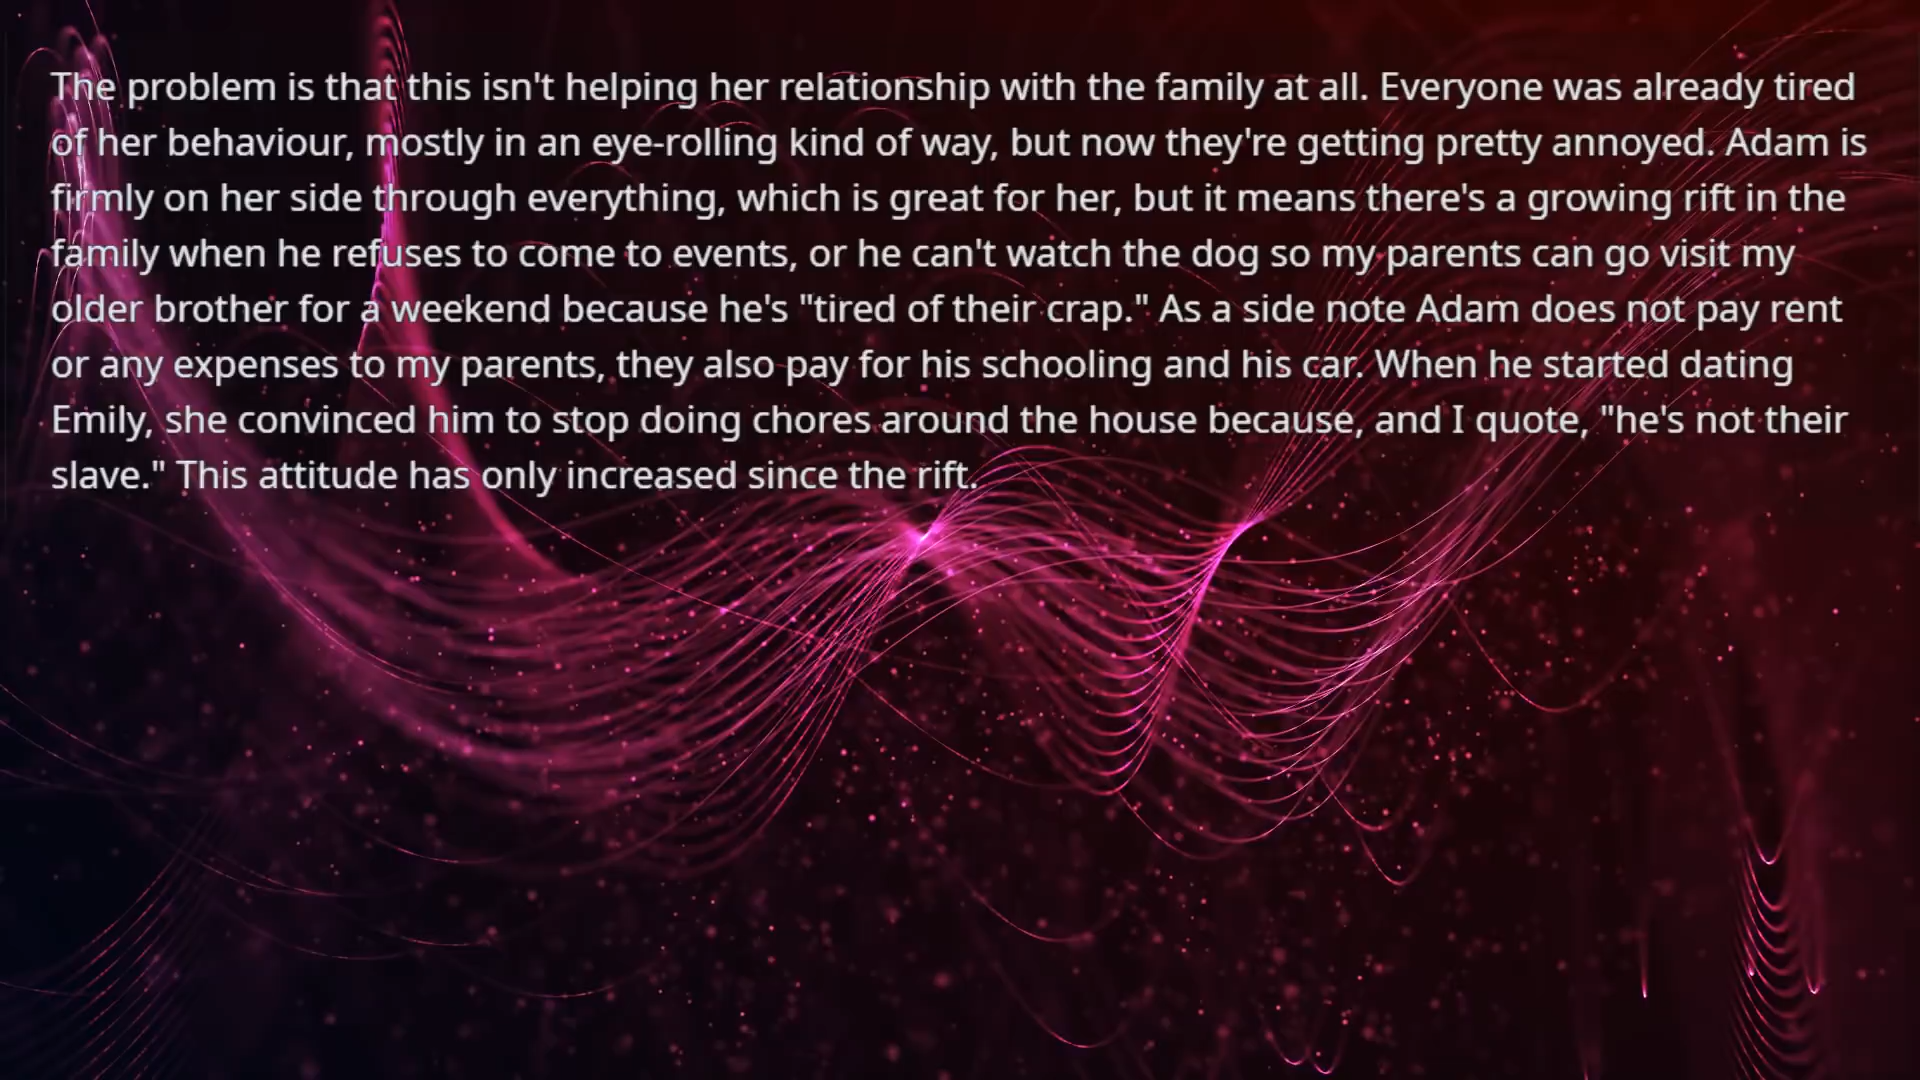 The problem is that this isn't helping her relationship with the family at all. Everyone was already tired
of her behaviour, mostly in an eye-rolling kind of way, but now they're getting pretty annoyed. Adam is
firmly on her side through everything, which is great for her, but it means there's a growing rift in the
family when he refuses to come to events, or he can't watch the dog so my parents can go visit my
older brother for a weekend because he's "tired of their crap." As a side note Adam does not pay rent
or any expenses to my parents, they also pay for his schooling and his car. When he started dating
Emily, she convinced him to stop doing chores around the house because, and I quote, "he's not their
slave." This attitude has only increased since the rift.